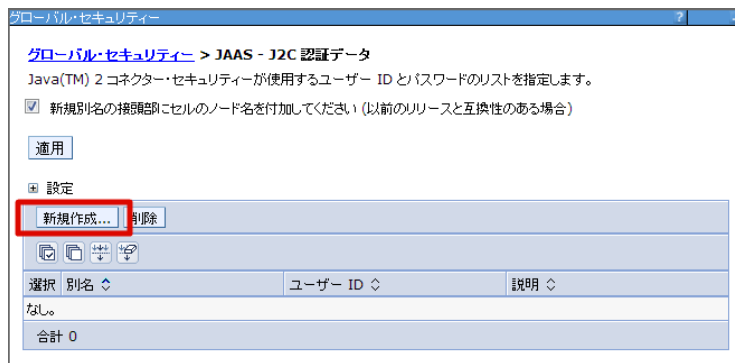 グローバル・セキュリティー ?
グローバル・セキュリティー > JAAS - J2C 認証データ
Java(TM) 2 コネクター・セキュリティーが使用するユーザー ID とパスワードのリストを指定します。
新規別名の接頭部にセルのノード名を付加してください (以前のリリースと互換性のある場合)
適用
設定
新規作成... 削除
選択 別名 ユーザー ID 説明
なし。
合計 0